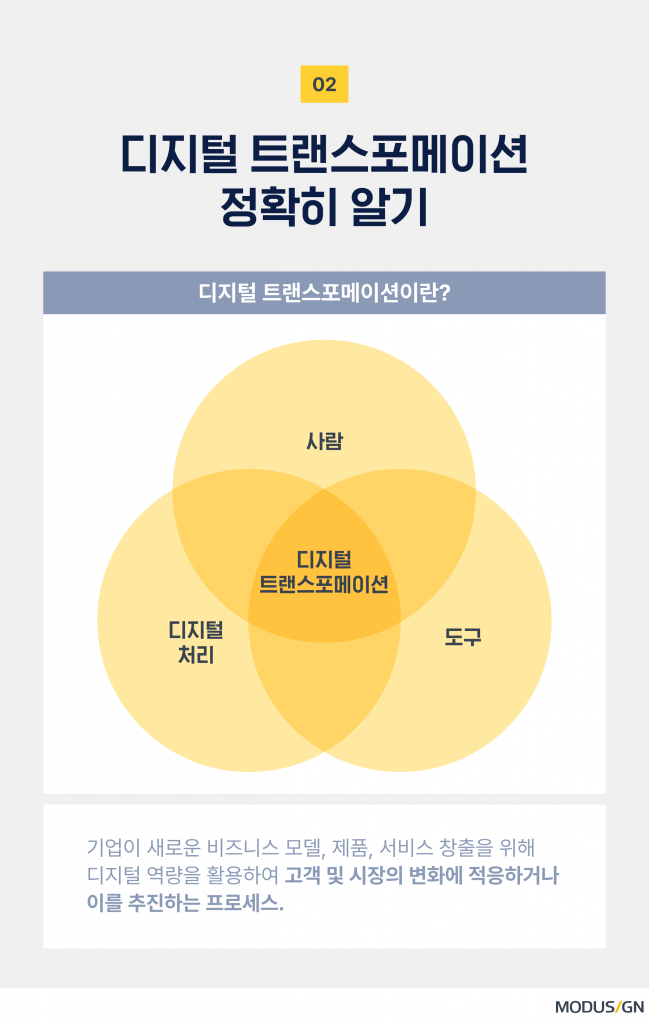 02
디지털 트랜스포메이션
정확히 알기
디지털 트랜스포메이션이란?
사람
디지털
트랜스포메이션
디지털
처리
도구
기업이 새로운 비즈니스 모델, 제품, 서비스 창출을 위해
디지털 역량을 활용하여 고객 및 시장의 변화에 적응하거나
이를 추진하는 프로세스.
MODUS/GN